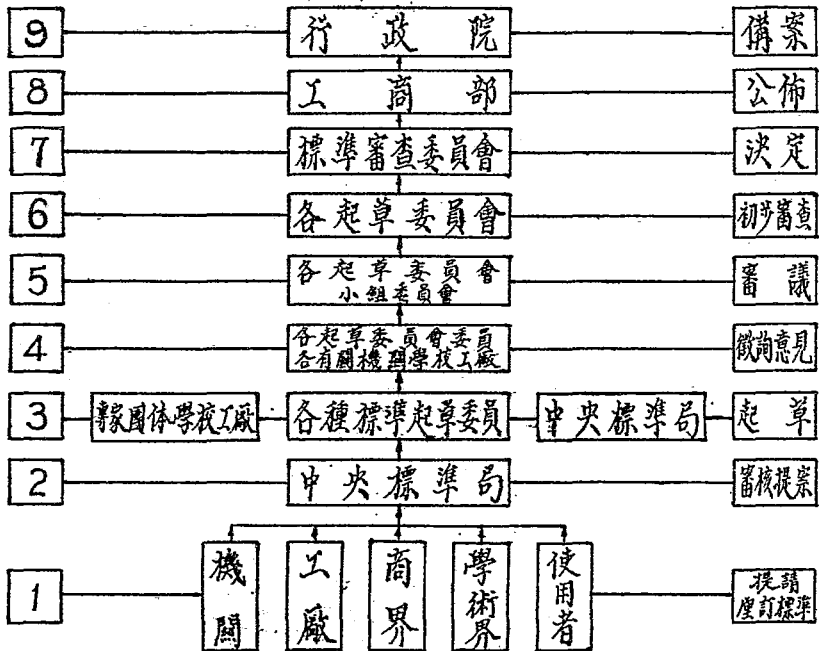 9 行政院 備案
8 工商部 公佈
7 標準審查委員會 決定
6 各起草委員會 初步審查
5 各起草委員會 審議
小組委員會
4 各起草委員會委員 徵詢意見
各有關機關學校工廠
3 專家團体學校工廠 各種標準起草委員 中央標準局 起草
2 中央標準局 審核提案
1 機關 工廠 商界 學術界 使用者 提請
釐訂標準